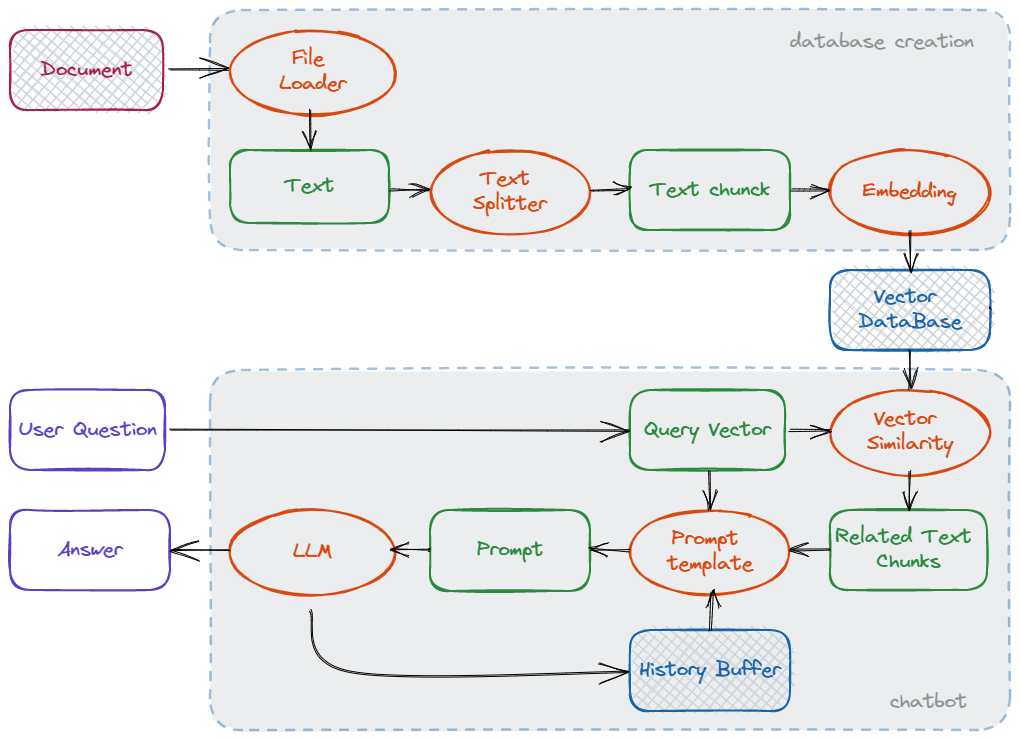 database creation
Document
File
Loader
Text
Text
Splitter
Text chunck
Embedding
Vector
DataBase
User Question
Query Vector
Vector
Similarity
Answer
LLM
Prompt
Prompt
template
Related Text
Chunks
History Buffer
chatbot